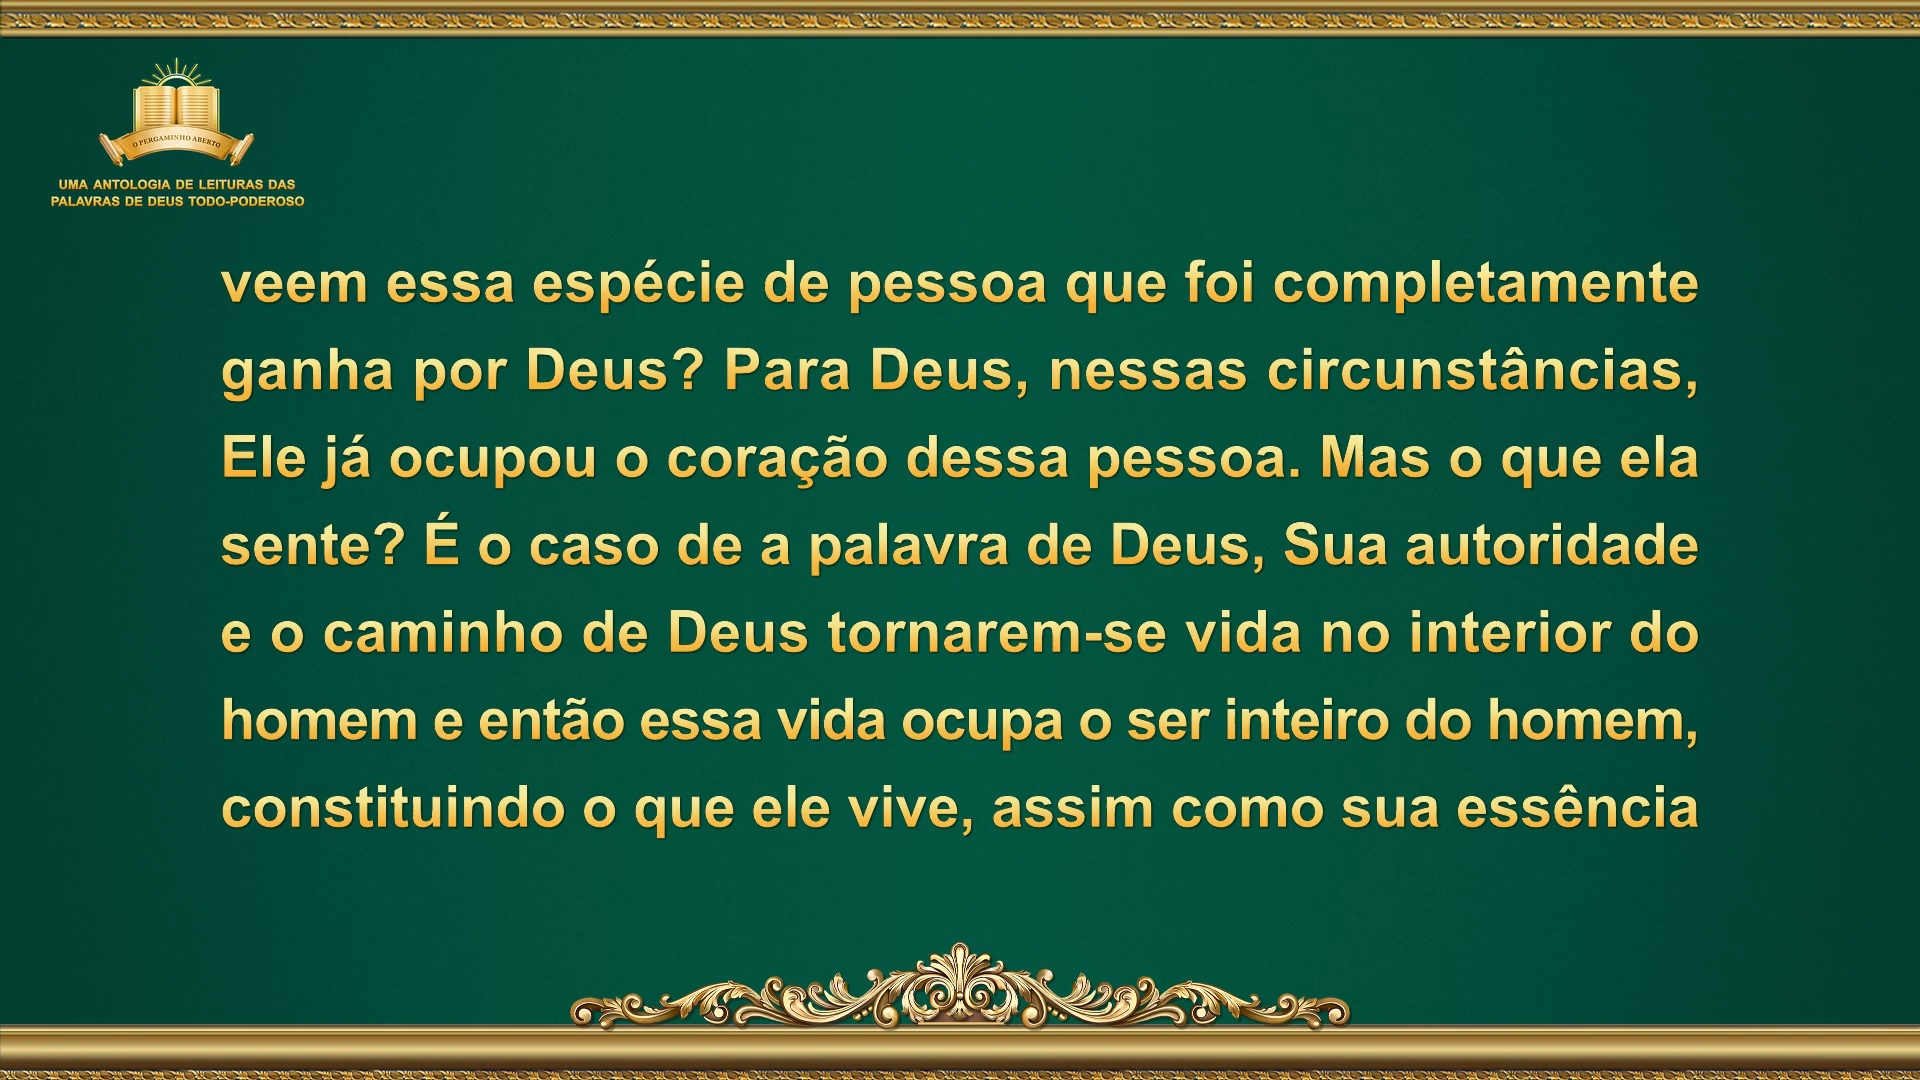 O PERGAMINHO ABERTO
UMA ANTOLOGIA DE LEITURAS DAS
PALAVRAS DE DEUS TODO-PODEROSO
veem essa espécie de pessoa que foi completamente
ganha por Deus? Para Deus, nessas circunstâncias,
Ele já ocupou o coração dessa pessoa. Mas o que ela
sente? É o caso de a palavra de Deus, Sua autoridade
e o caminho de Deus tornarem-se vida no interior do
homem e então essa vida ocupa o ser inteiro do homem,
constituindo o que ele vive, assim como sua essência